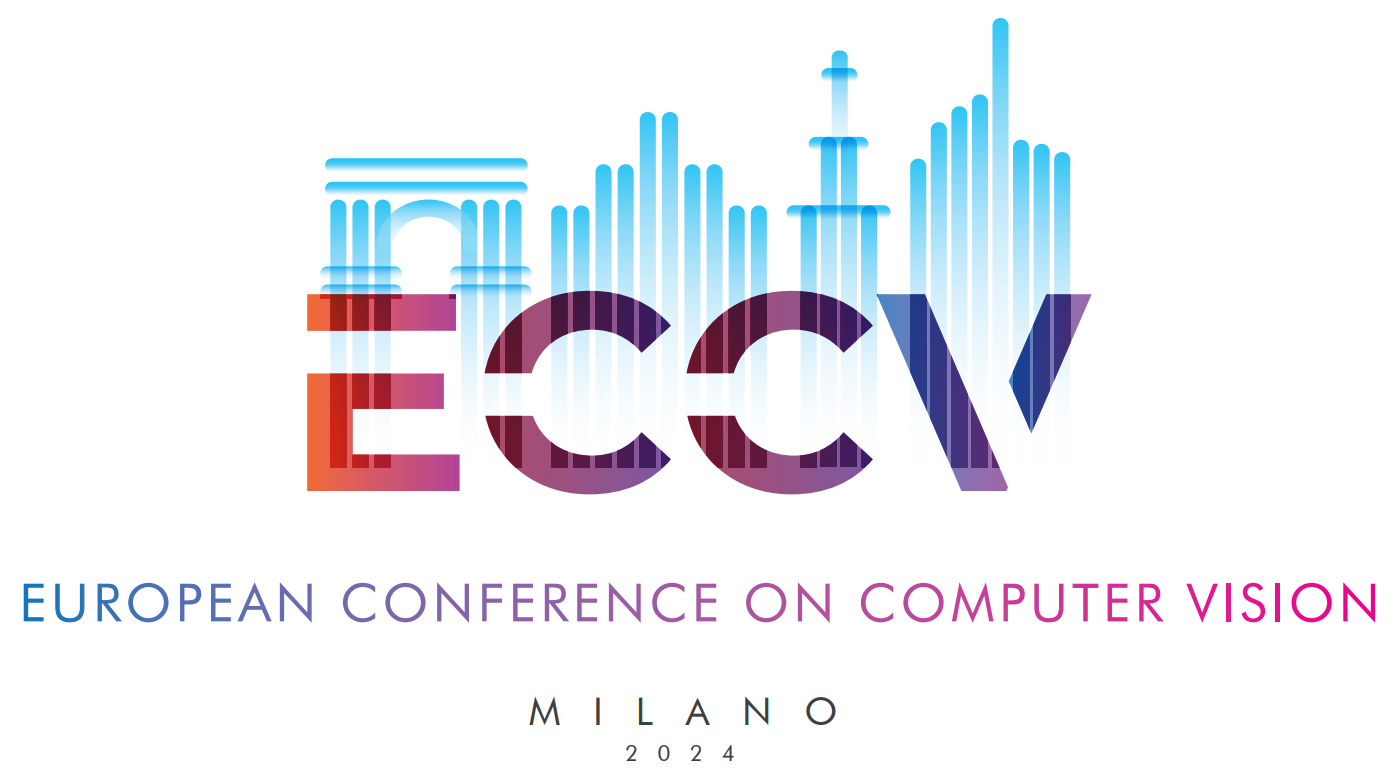 ECCV
EUROPEAN CONFERENCE ON COMPUTER VISION
MILANO
2024